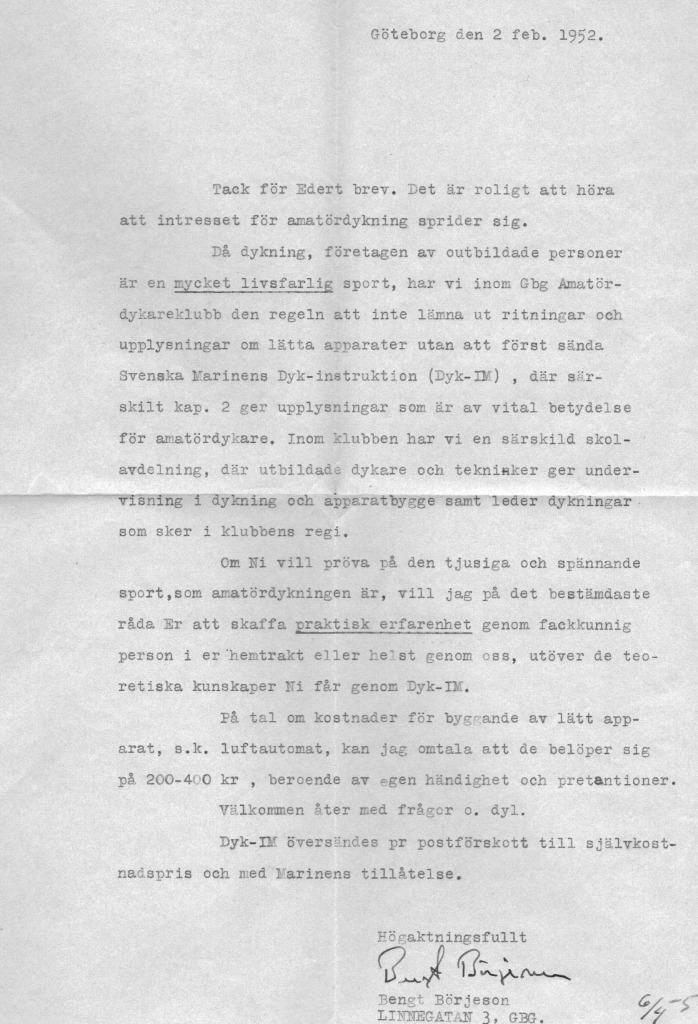 Göteborg den 2 feb. 1952.
Tack för Edert brev. Det är roligt att höra
att intresset för amatördykning sprider sig.
Då dykning, företagen av outbildade personer
är en mycket livsfarlig sport, har vi inom Gbg Amatör-
dykareklubb den regeln att inte lämna ut ritningar och
upplysningar om lätta apparater utan att först sända
Svenska Marinens Dyk-instruktion (Dyk-IM) , där sär-
skilt kap. 2 ger upplysningar som är av vital betydelse
för amatördykare. Inom klubben har vi en särskild skol-
avdelning, där utbildade dykare och tekniker ger under-
visning i dykning och apparatbygge samt leder dykningar
som sker i klubbens regi.
Om Ni vill pröva på den tjusiga och spännande
sport,som amatördykningen är, vill jag på det bestämdaste
råda Er att skaffa praktisk erfarenhet genom fackkunnig
person i er hemtrakt eller helst genom oss, utöver de teo-
retiska kunskaper Ni får genom Dyk-IM.
På tal om kostnader för byggande av lätt app-
arat, s.k. luftautomat, kan jag omtala att de belöper sig
på 200-400 kr , beroende av egen händighet och pretantioner.
Välkommen åter med frågor o. dyl.
Dyk-IM översändes pr postförskott till självkost-
nadspris och med Marinens tillåtelse.
Högaktningsfullt
Bengt Börjeson
Bengt Börjeson
LINNEGATAN 3, GBG.
6/4-55